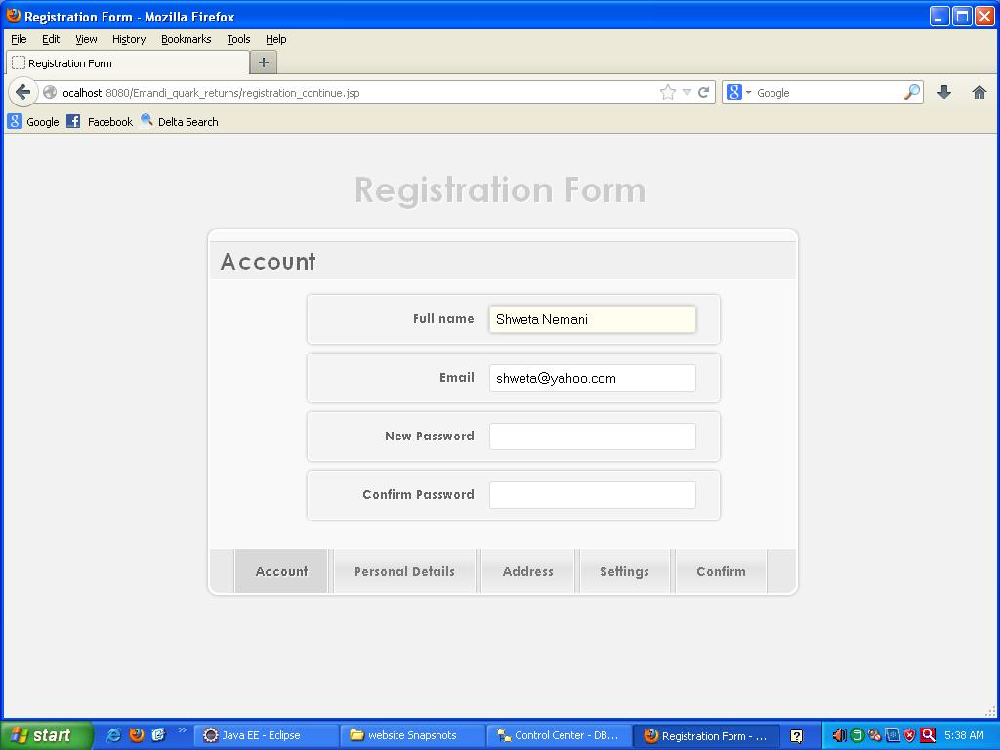 Registration Form - Mozilla Firefox
File Edit View History Bookmarks Tools Help
Registration Form +
localhost:8080/Emandi_quark_returns/registration_continue.jsp Google
Google Facebook Delta Search
Registration Form
Account
Full name Shweta Nemani
Email shweta@yahoo.com
New Password
Confirm Password
Account Personal Details Address Settings Confirm
start Java EE - Eclipse website Snapshots Control Center - DB... Registration Form - ... 5:38 AM